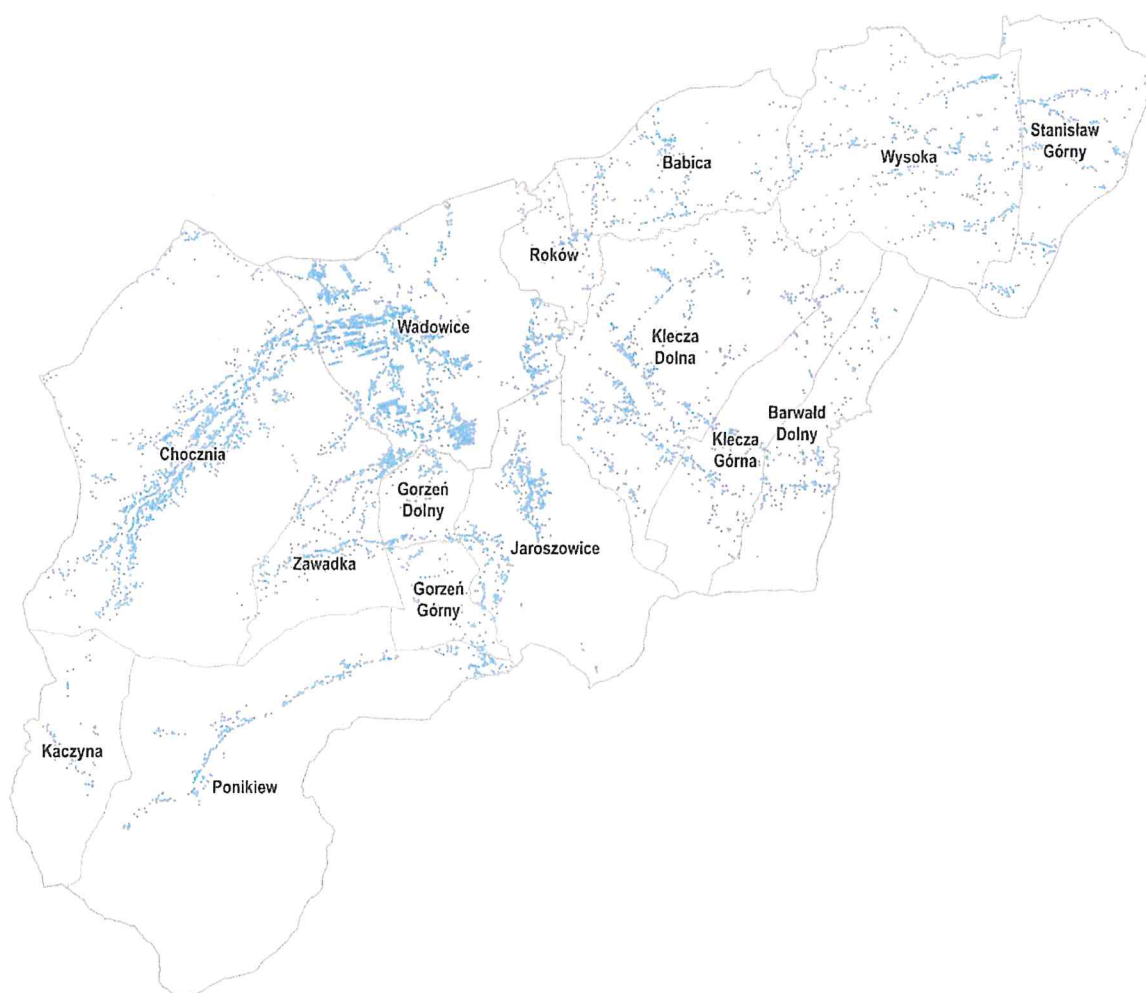 Stanisław
Górny
Wysoka
Babica
Roków
Wadowice
Klecza
Dolna
Barwałd
Dolny
Klecza
Górna
Chocznia
Gorzeń
Dolny
Jaroszowice
Zawadka
Gorzeń
Górny
Kaczyna
Ponikiew